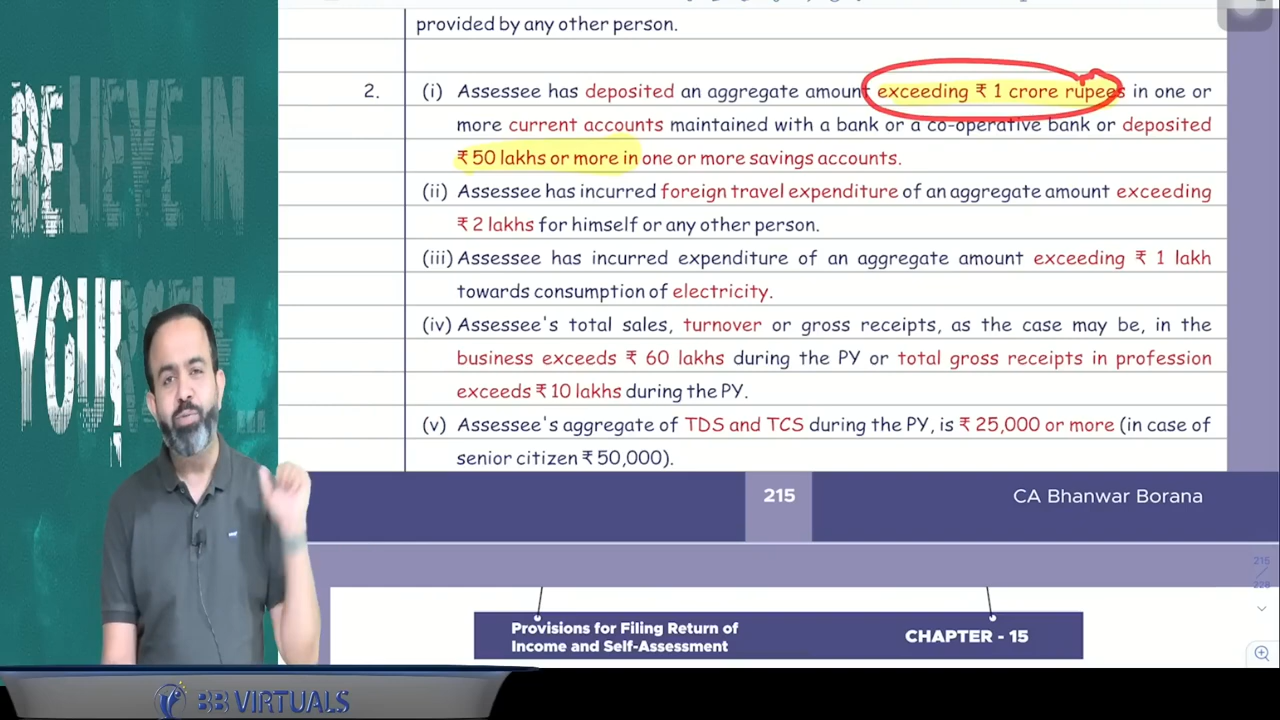 provided by any other person.
2. (i) Assessee has deposited an aggregate amount exceeding ₹ 1 crore rupees in one or
more current accounts maintained with a bank or a co-operative bank or deposited
₹ 50 lakhs or more in one or more savings accounts.
(ii) Assessee has incurred foreign travel expenditure of an aggregate amount exceeding
₹ 2 lakhs for himself or any other person.
(iii) Assessee has incurred expenditure of an aggregate amount exceeding ₹ 1 lakh
towards consumption of electricity.
(iv) Assessee's total sales, turnover or gross receipts, as the case may be, in the
business exceeds ₹ 60 lakhs during the PY or total gross receipts in profession
exceeds ₹ 10 lakhs during the PY.
(v) Assessee's aggregate of TDS and TCS during the PY, is ₹ 25,000 or more (in case of
senior citizen ₹ 50,000).
215
CA Bhanwar Borana
Provisions for Filing Return of
Income and Self-Assessment
CHAPTER - 15
BELIEVE IN
BB VIRTUALS